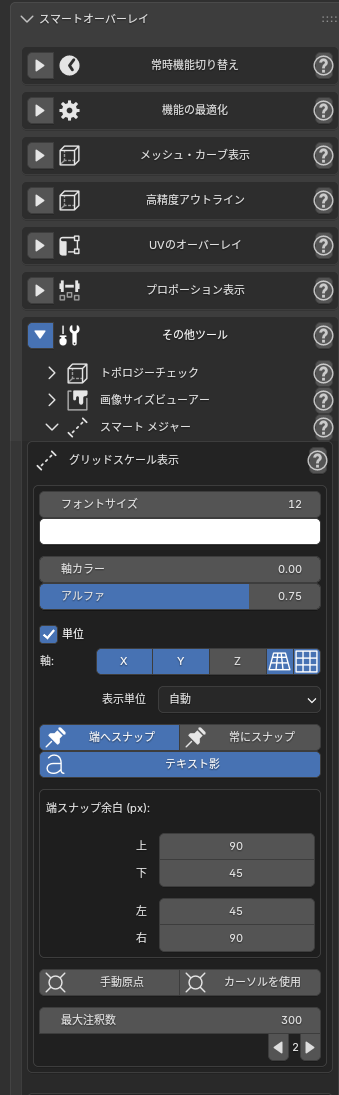 スマートオーバーレイ
常時機能切り替え ?
機能の最適化 ?
メッシュ・カーブ表示 ?
高精度アウトライン ?
UVのオーバーレイ ?
プロポーション表示 ?
その他ツール ?
トポロジーチェック ?
画像サイズビューアー ?
スマート メジャー ?
グリッドスケール表示 ?
フォントサイズ 12
軸カラー 0.00
アルファ 0.75
単位
軸: X Y Z
表示単位 自動
端へスナップ 常にスナップ
a テキスト影
端スナップ余白 (px):
上 90
下 45
左 45
右 90
手動原点 カーソルを使用
最大注釈数 300
2